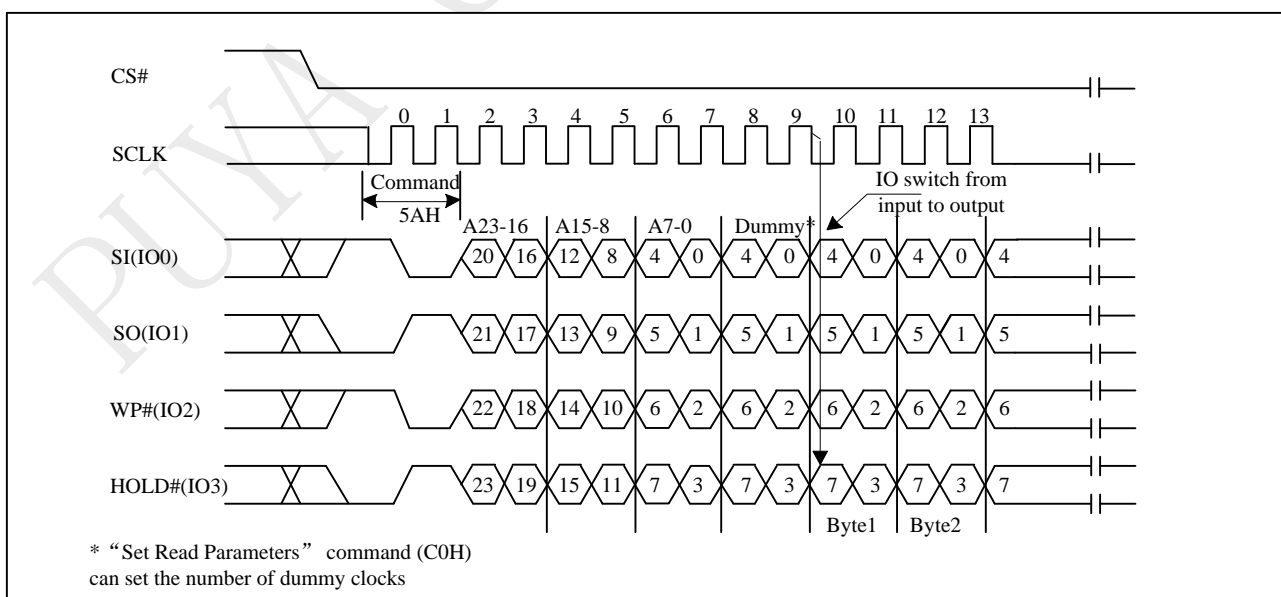 PUYA
CS#
0 1 2 3 4 5 6 7 8 9 10 11 12 13
SCLK
Command
5AH
IO switch from
input to output
A23-16 A15-8 A7-0 Dummy*
SI(IO0) 20 16 12 8 4 0 4 0 4 0 4 0 4
SO(IO1) 21 17 13 9 5 1 5 1 5 1 5 1 5
WP#(IO2) 22 18 14 10 6 2 6 2 6 2 6 2 6
HOLD#(IO3) 23 19 15 11 7 3 7 3 7 3 7 3 7
Byte1 Byte2
* “Set Read Parameters” command (C0H)
can set the number of dummy clocks